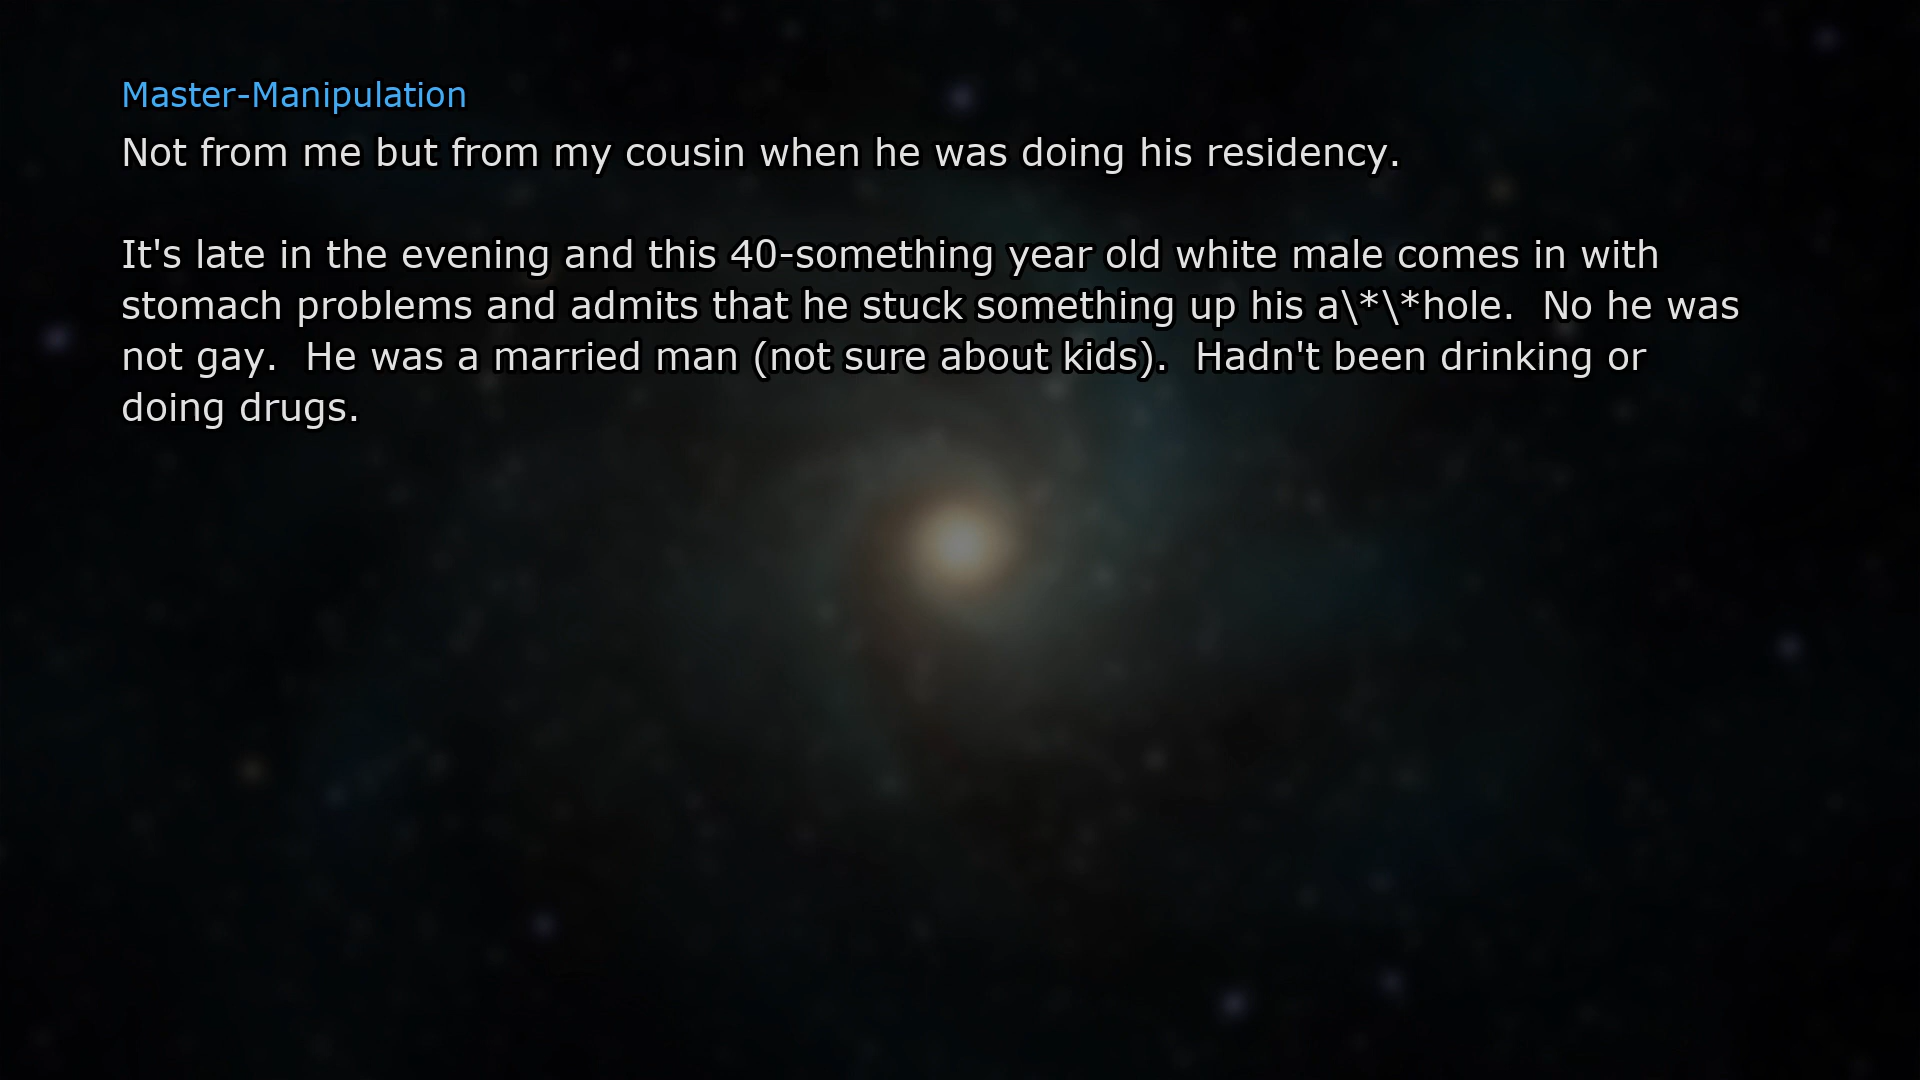 Master-Manipulation
Not from me but from my cousin when he was doing his residency.
It's late in the evening and this 40-something year old white male comes in with
stomach problems and admits that he stuck something up his a\*\*hole.  No he was
not gay.  He was a married man (not sure about kids).  Hadn't been drinking or
doing drugs.